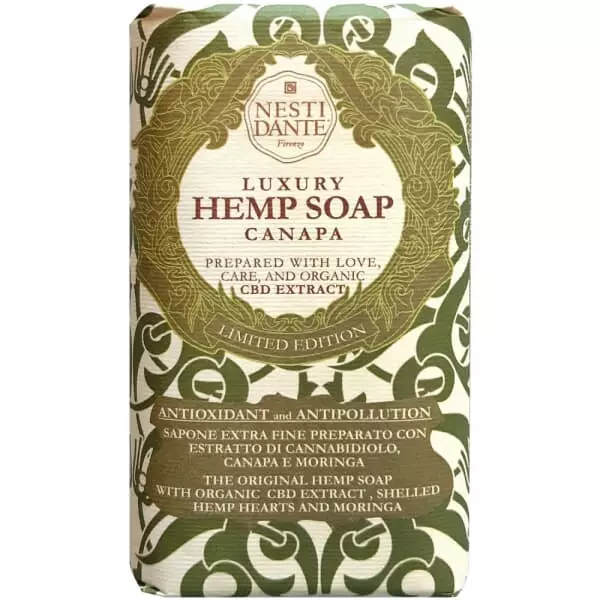 NESTI
DANTE
Firenze
LUXURY
HEMP SOAP
CANAPA
PREPARED WITH LOVE,
CARE, AND ORGANIC
CBD EXTRACT
LIMITED EDITION
ANTIOXIDANT and ANTIPOLLUTION
SAPONE EXTRA FINE PREPARATO CON
ESTRATTO DI CANNABIDIOLO,
CANAPA E MORINGA
THE ORIGINAL HEMP SOAP
WITH ORGANIC CBD EXTRACT , SHELLED
HEMP HEARTS AND MORINGA